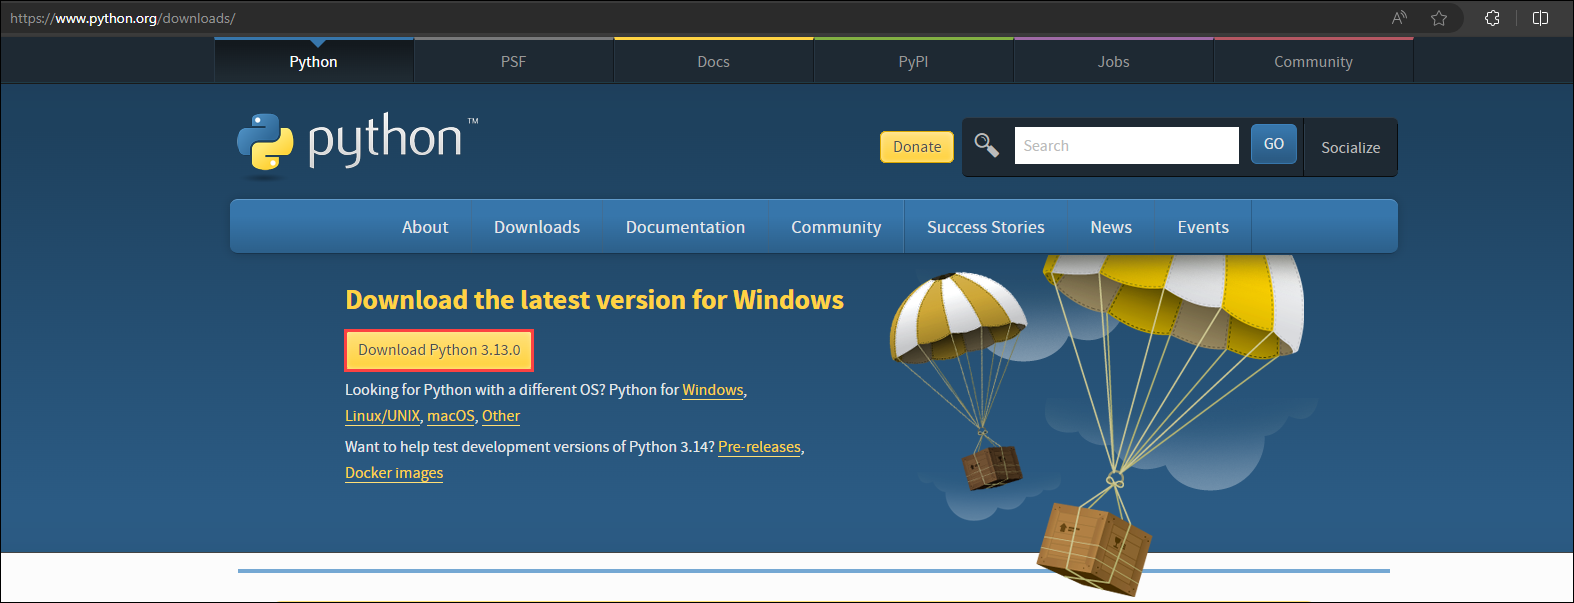 https://www.python.org/downloads/
Python PSF Docs PyPI Jobs Community
python™
Donate Search GO Socialize
About Downloads Documentation Community Success Stories News Events
Download the latest version for Windows
Download Python 3.13.0
Looking for Python with a different OS? Python for Windows,
Linux/UNIX, macOS, Other
Want to help test development versions of Python 3.14? Pre-releases,
Docker images